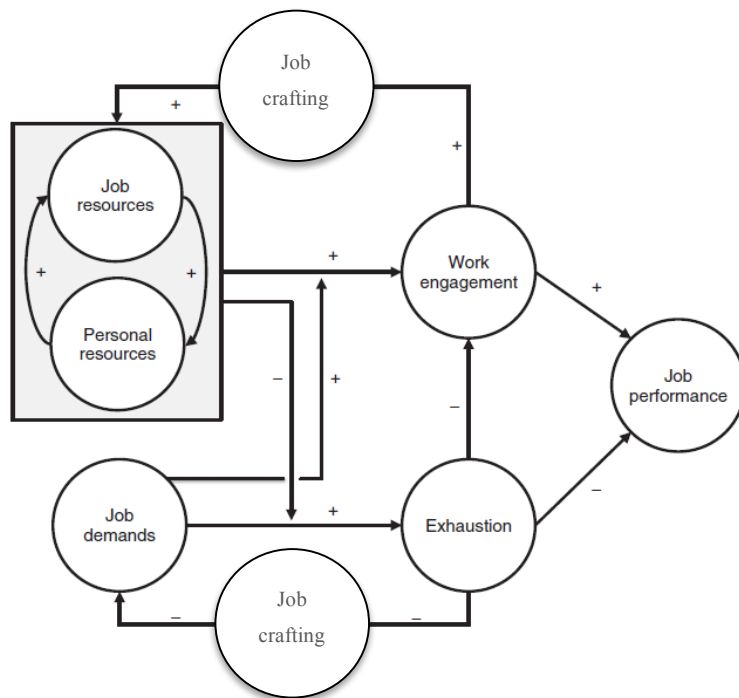 Job
crafting
+
+
Job
resources
+
+
+
Work
engagement
+
Personal
resources
–
+
–
Job
performance
Job
demands
+
Exhaustion
–
–
–
Job
crafting